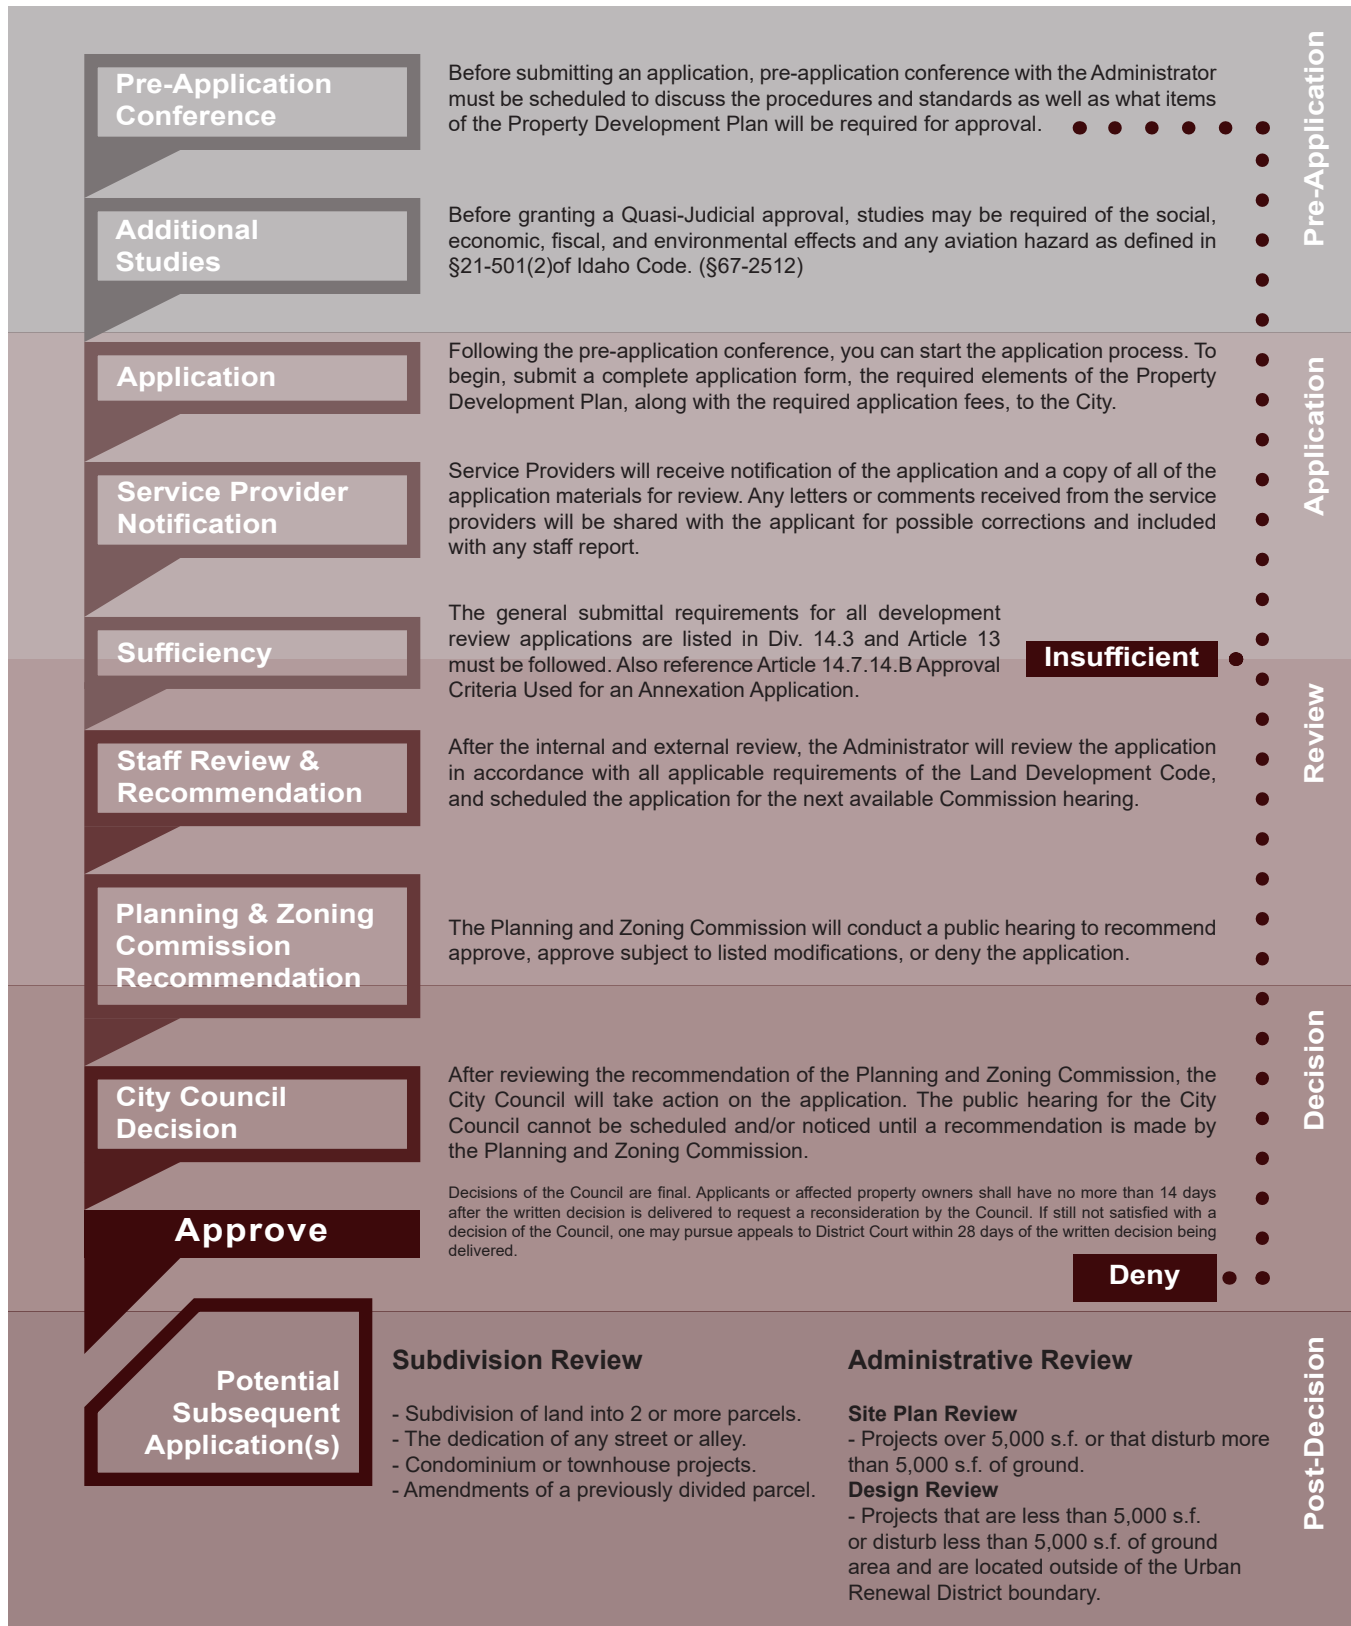 Pre-Application
Conference
Before submitting an application, pre-application conference with the Administrator
must be scheduled to discuss the procedures and standards as well as what items
of the Property Development Plan will be required for approval.
Pre-Application
Additional
Studies
Before granting a Quasi-Judicial approval, studies may be required of the social,
economic, fiscal, and environmental effects and any aviation hazard as defined in
§21-501(2)of Idaho Code. (§67-2512)
Application
Following the pre-application conference, you can start the application process. To
begin, submit a complete application form, the required elements of the Property
Development Plan, along with the required application fees, to the City.
Application
Service Provider
Notification
Service Providers will receive notification of the application and a copy of all of the
application materials for review. Any letters or comments received from the service
providers will be shared with the applicant for possible corrections and included
with any staff report.
Sufficiency
The general submittal requirements for all development
review applications are listed in Div. 14.3 and Article 13
must be followed. Also reference Article 14.7.14.B Approval
Criteria Used for an Annexation Application.
Insufficient
Review
Staff Review &
Recommendation
After the internal and external review, the Administrator will review the application
in accordance with all applicable requirements of the Land Development Code,
and scheduled the application for the next available Commission hearing.
Planning & Zoning
Commission
Recommendation
The Planning and Zoning Commission will conduct a public hearing to recommend
approve, approve subject to listed modifications, or deny the application.
Decision
City Council
Decision
After reviewing the recommendation of the Planning and Zoning Commission, the
City Council will take action on the application. The public hearing for the City
Council cannot be scheduled and/or noticed until a recommendation is made by
the Planning and Zoning Commission.
Decisions of the Council are final. Applicants or affected property owners shall have no more than 14 days
after the written decision is delivered to request a reconsideration by the Council. If still not satisfied with a
decision of the Council, one may pursue appeals to District Court within 28 days of the written decision being
delivered.
Approve
Deny
Potential
Subsequent
Application(s)
Subdivision Review
- Subdivision of land into 2 or more parcels.
- The dedication of any street or alley.
- Condominium or townhouse projects.
- Amendments of a previously divided parcel.
Administrative Review
Site Plan Review
- Projects over 5,000 s.f. or that disturb more
than 5,000 s.f. of ground.
Design Review
- Projects that are less than 5,000 s.f.
or disturb less than 5,000 s.f. of ground
area and are located outside of the Urban
Renewal District boundary.
Post-Decision